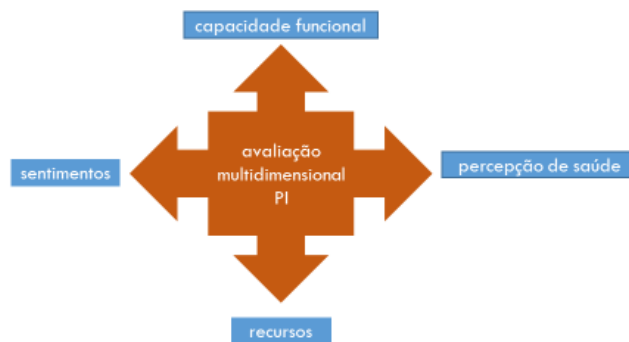 capacidade funcional
sentimentos
avaliação
multidimensional
PI
percepção de saúde
recursos